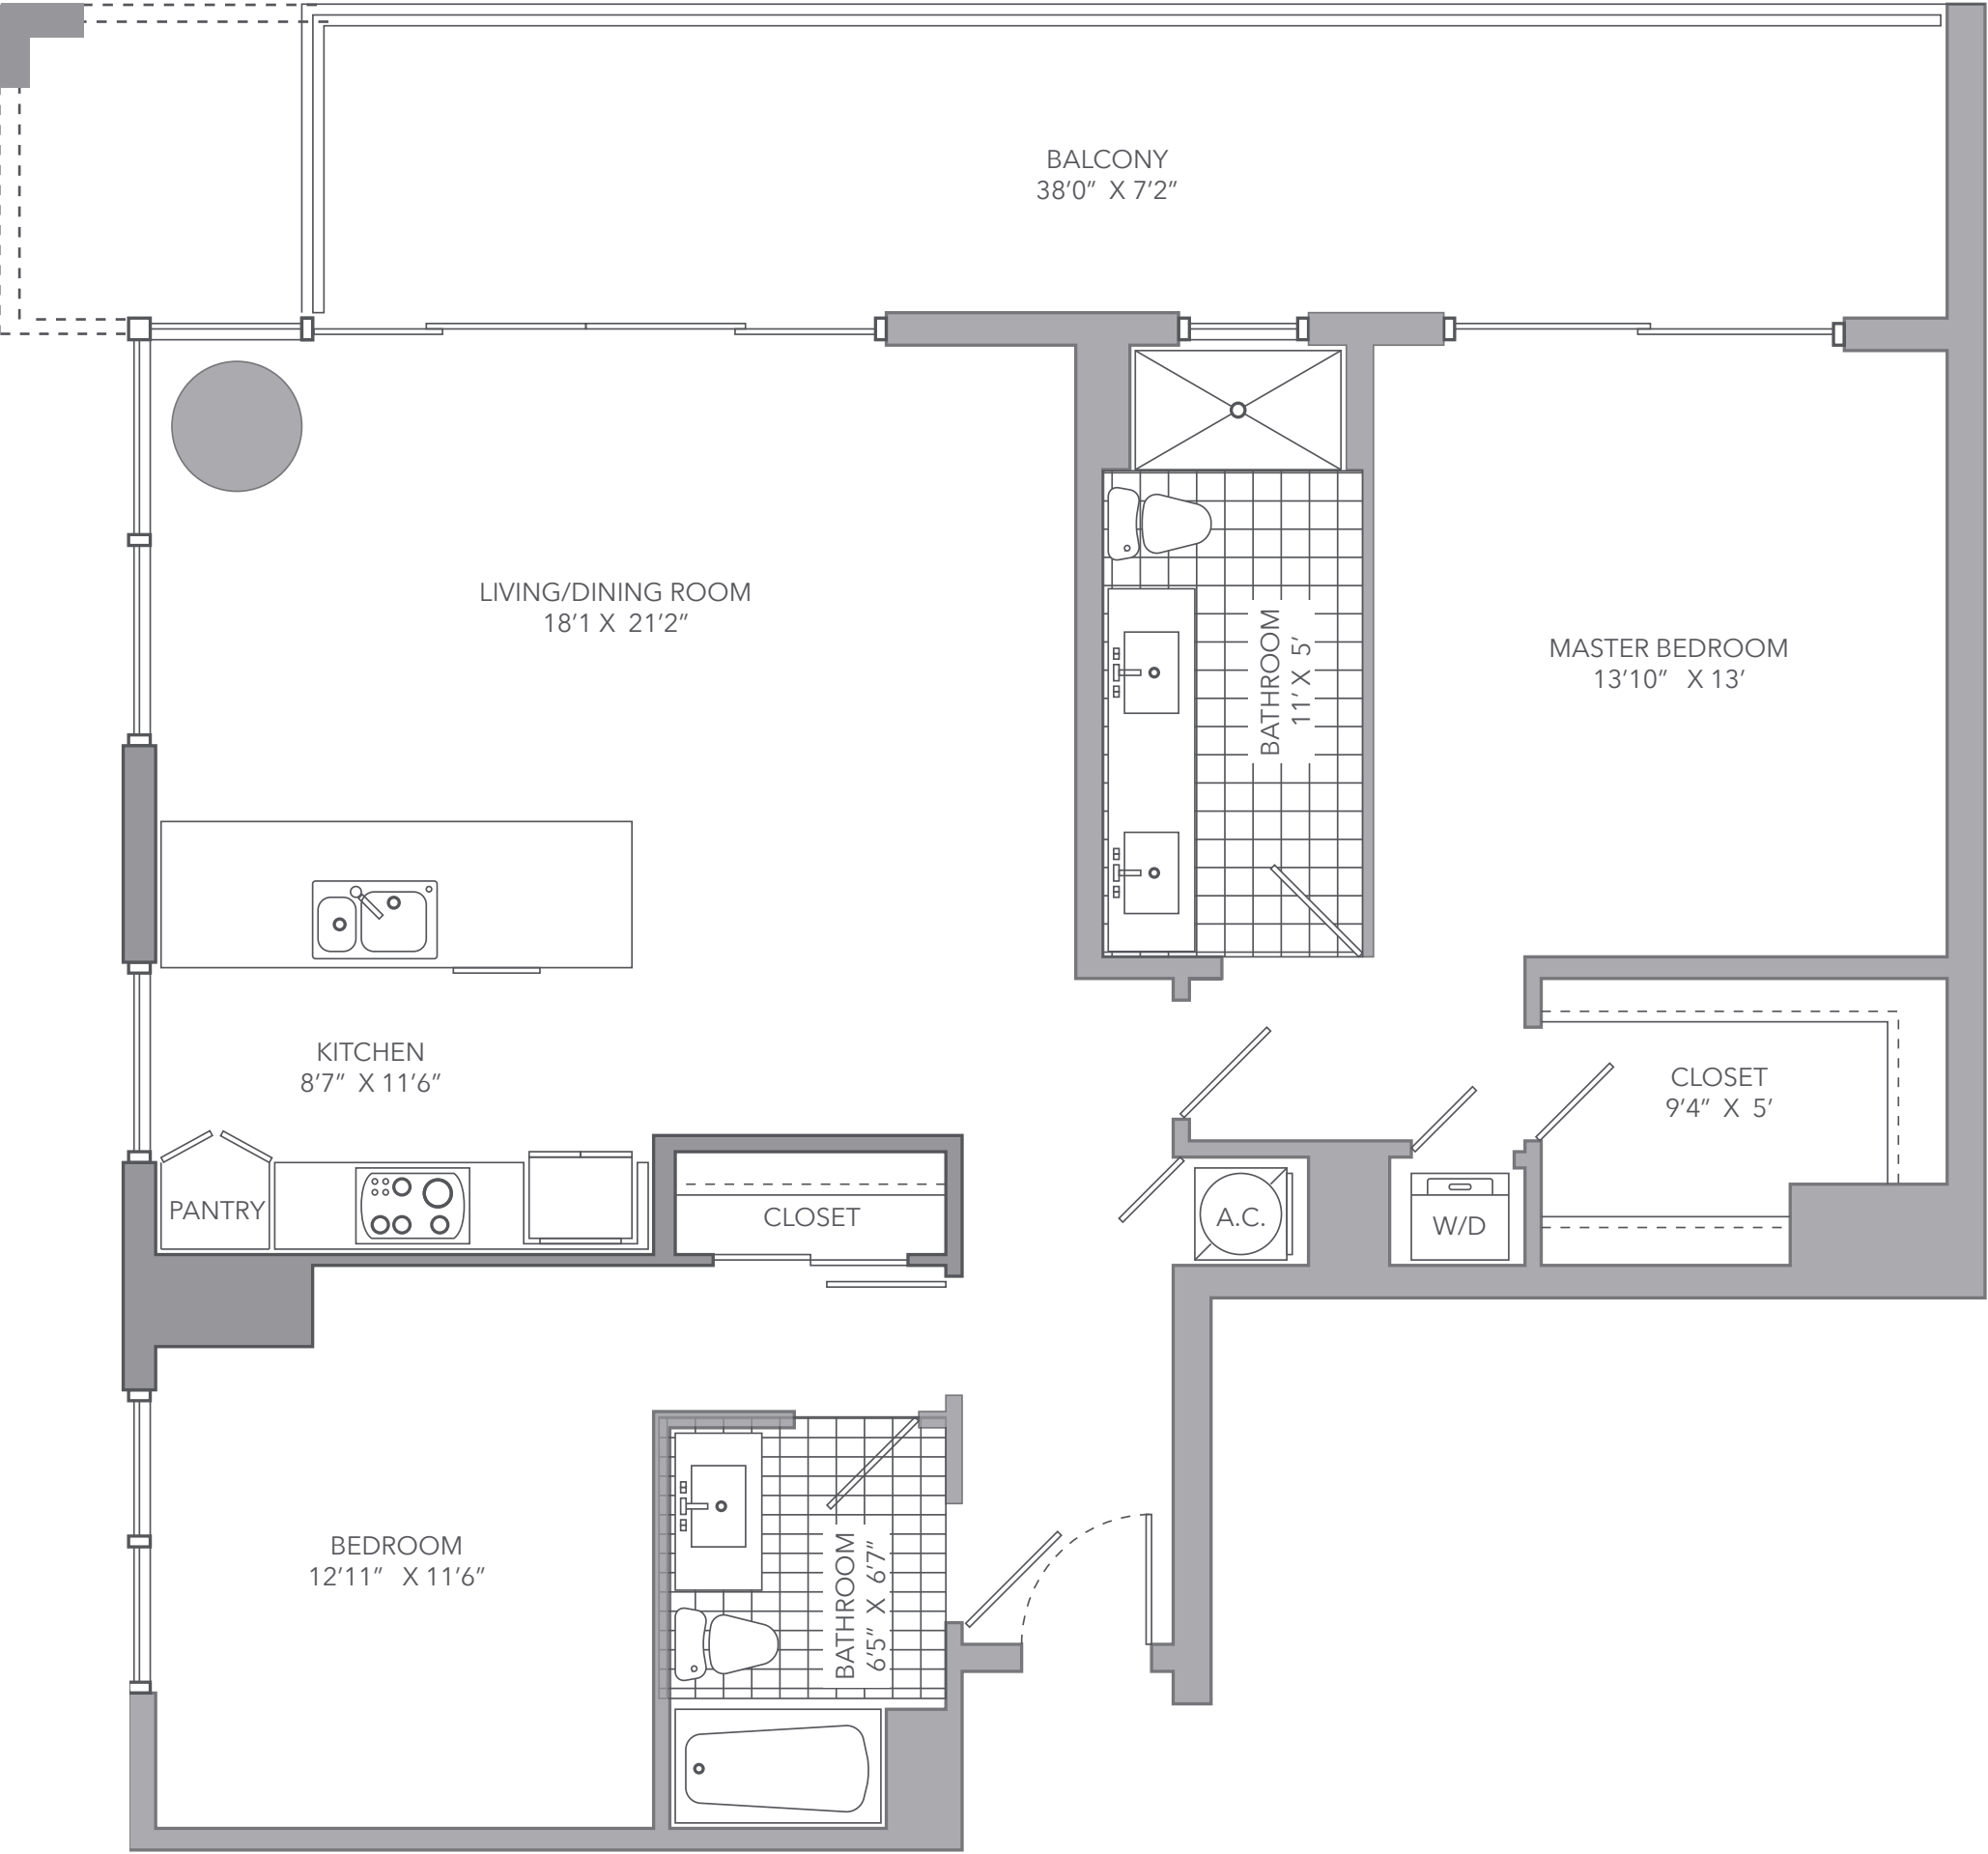 BALCONY
38'0" X 7'2"
LIVING/DINING ROOM
18'1 X 21'2"
BATHROOM
11' X 5'
MASTER BEDROOM
13'10" X 13'
KITCHEN
8'7" X 11'6"
CLOSET
9'4" X 5'
PANTRY
CLOSET
A.C.
W/D
BEDROOM
12'11" X 11'6"
BATHROOM
6'5" X 6'7"